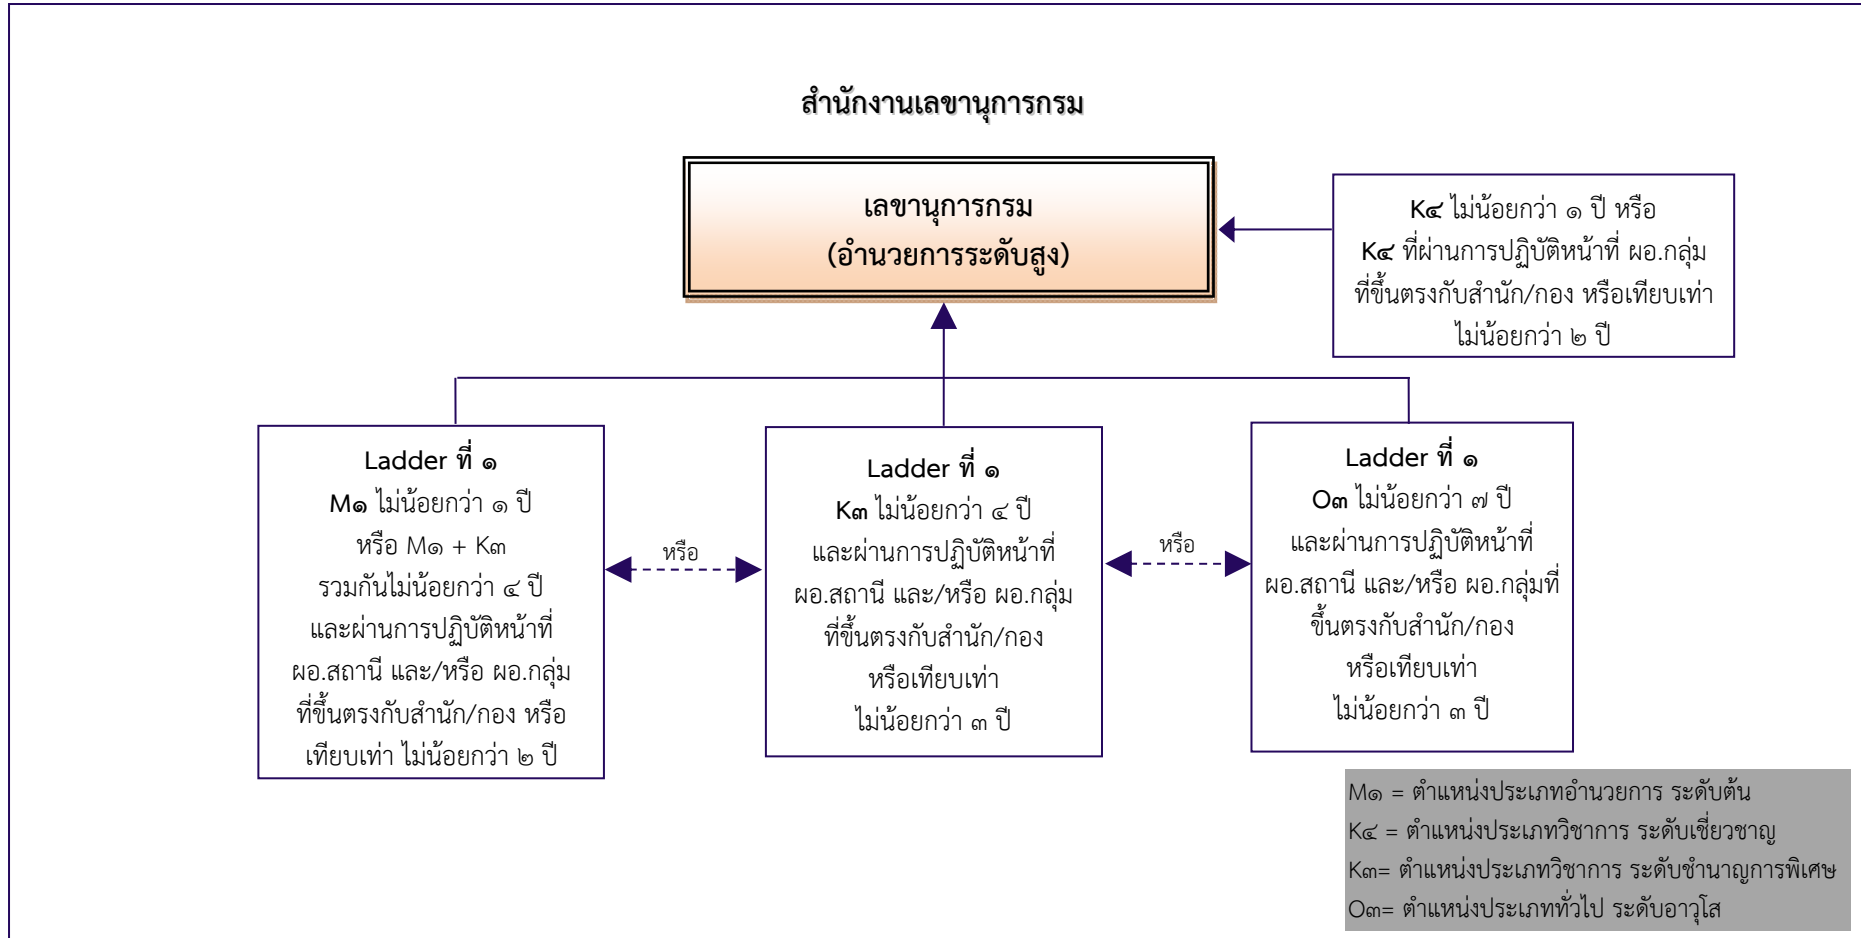 สำนักงานเลขานุการกรม
เลขานุการกรม
(อำนวยการระดับสูง)
K๔ ไม่น้อยกว่า ๑ ปี หรือ
K๔ ที่ผ่านการปฏิบัติหน้าที่ ผอ.กลุ่ม
ที่ขึ้นตรงกับสำนัก/กอง หรือเทียบเท่า
ไม่น้อยกว่า ๒ ปี
Ladder ที่ ๑
M๑ ไม่น้อยกว่า ๑ ปี
หรือ M๑ + K๓
รวมกันไม่น้อยกว่า ๔ ปี
และผ่านการปฏิบัติหน้าที่
ผอ.สถานี และ/หรือ ผอ.กลุ่ม
ที่ขึ้นตรงกับสำนัก/กอง หรือ
เทียบเท่า ไม่น้อยกว่า ๒ ปี
หรือ
Ladder ที่ ๑
K๓ ไม่น้อยกว่า ๔ ปี
และผ่านการปฏิบัติหน้าที่
ผอ.สถานี และ/หรือ ผอ.กลุ่ม
ที่ขึ้นตรงกับสำนัก/กอง
หรือเทียบเท่า
ไม่น้อยกว่า ๓ ปี
หรือ
Ladder ที่ ๑
O๓ ไม่น้อยกว่า ๗ ปี
และผ่านการปฏิบัติหน้าที่
ผอ.สถานี และ/หรือ ผอ.กลุ่มที่
ขึ้นตรงกับสำนัก/กอง
หรือเทียบเท่า
ไม่น้อยกว่า ๓ ปี
M๑ = ตำแหน่งประเภทอำนวยการ ระดับต้น
K๔ = ตำแหน่งประเภทวิชาการ ระดับเชี่ยวชาญ
K๓= ตำแหน่งประเภทวิชาการ ระดับชำนาญการพิเศษ
O๓= ตำแหน่งประเภททั่วไป ระดับอาวุโส